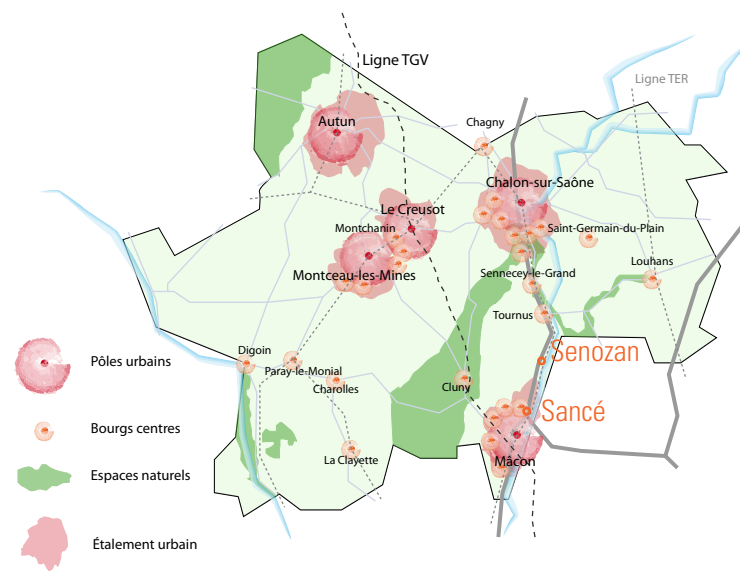 Ligne TGV
Ligne TER
Autun
Chagny
Chalon-sur-Saône
Le Creusot
Montchanin
Saint-Germain-du-Plain
Louhans
Montceau-les-Mines
Sennecey-le-Grand
Tournus
Digoin
Senozan
Pôles urbains
Paray-le-Monial
Cluny
Charolles
Sancé
Bourgs centres
La Clayette
Mâcon
Espaces naturels
Étalement urbain